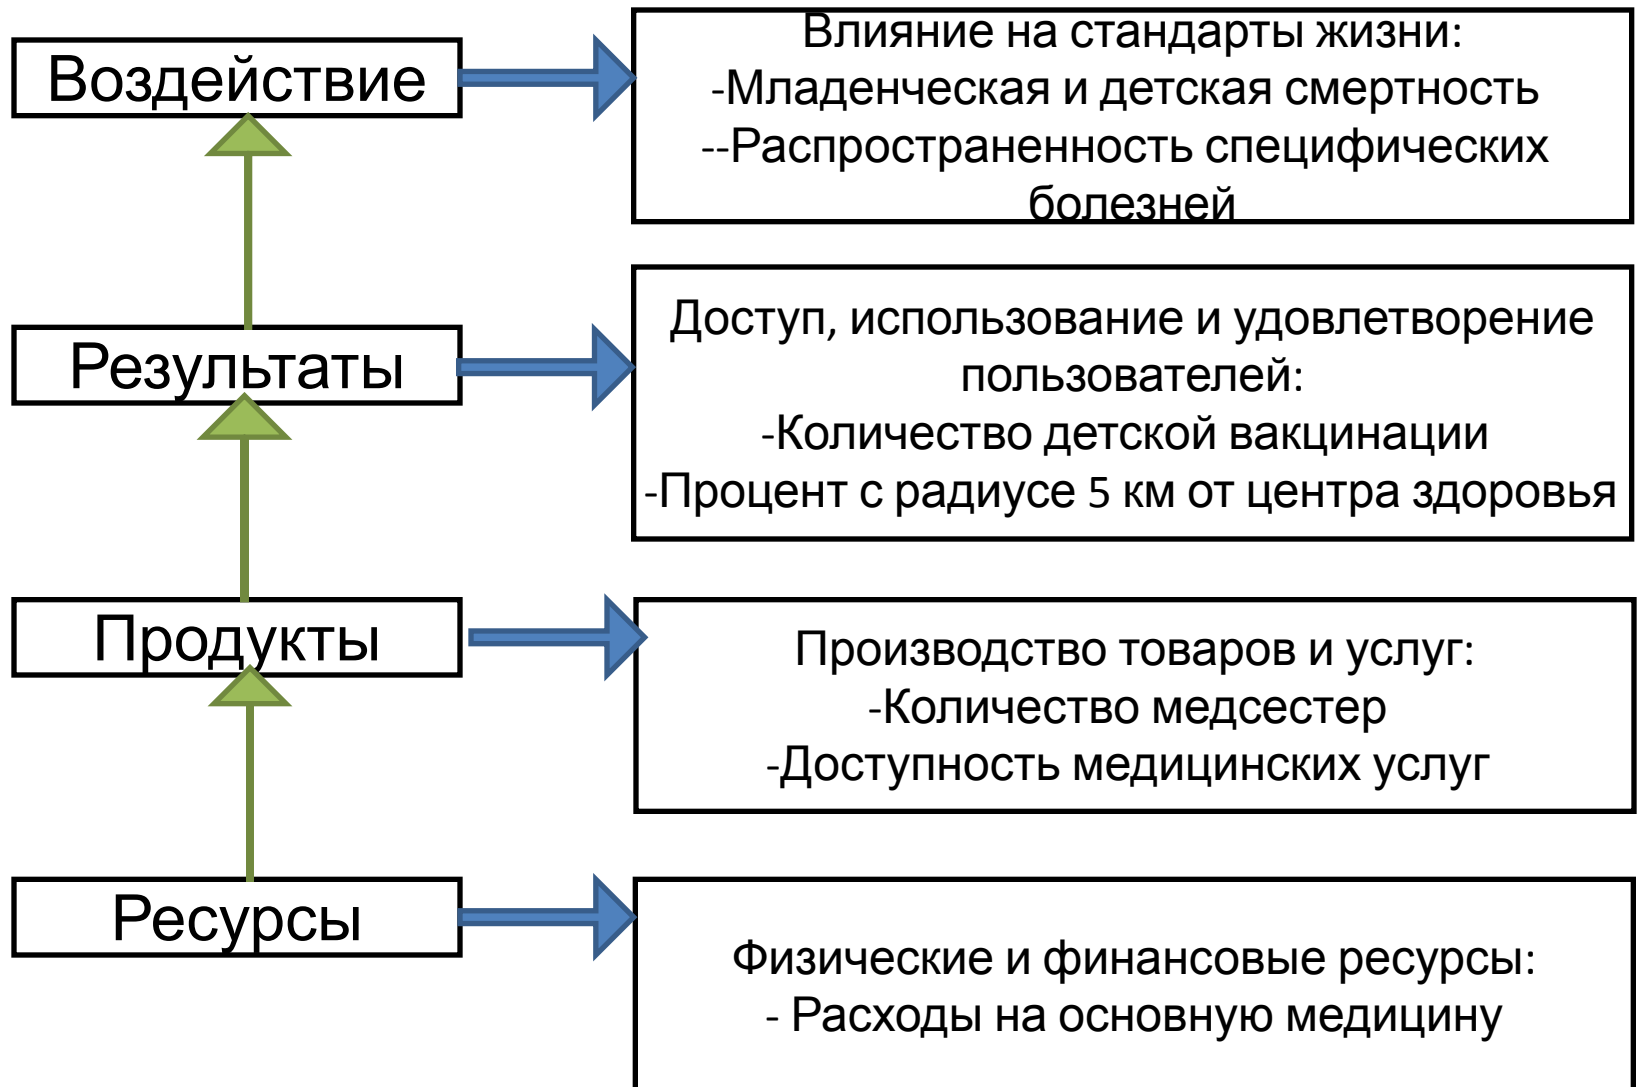 Воздействие
Влияние на стандарты жизни:
-Младенческая и детская смертность
--Распространенность специфических
болезней
Результаты
Доступ, использование и удовлетворение
пользователей:
-Количество детской вакцинации
-Процент с радиусе 5 км от центра здоровья
Продукты
Производство товаров и услуг:
-Количество медсестер
-Доступность медицинских услуг
Ресурсы
Физические и финансовые ресурсы:
- Расходы на основную медицину